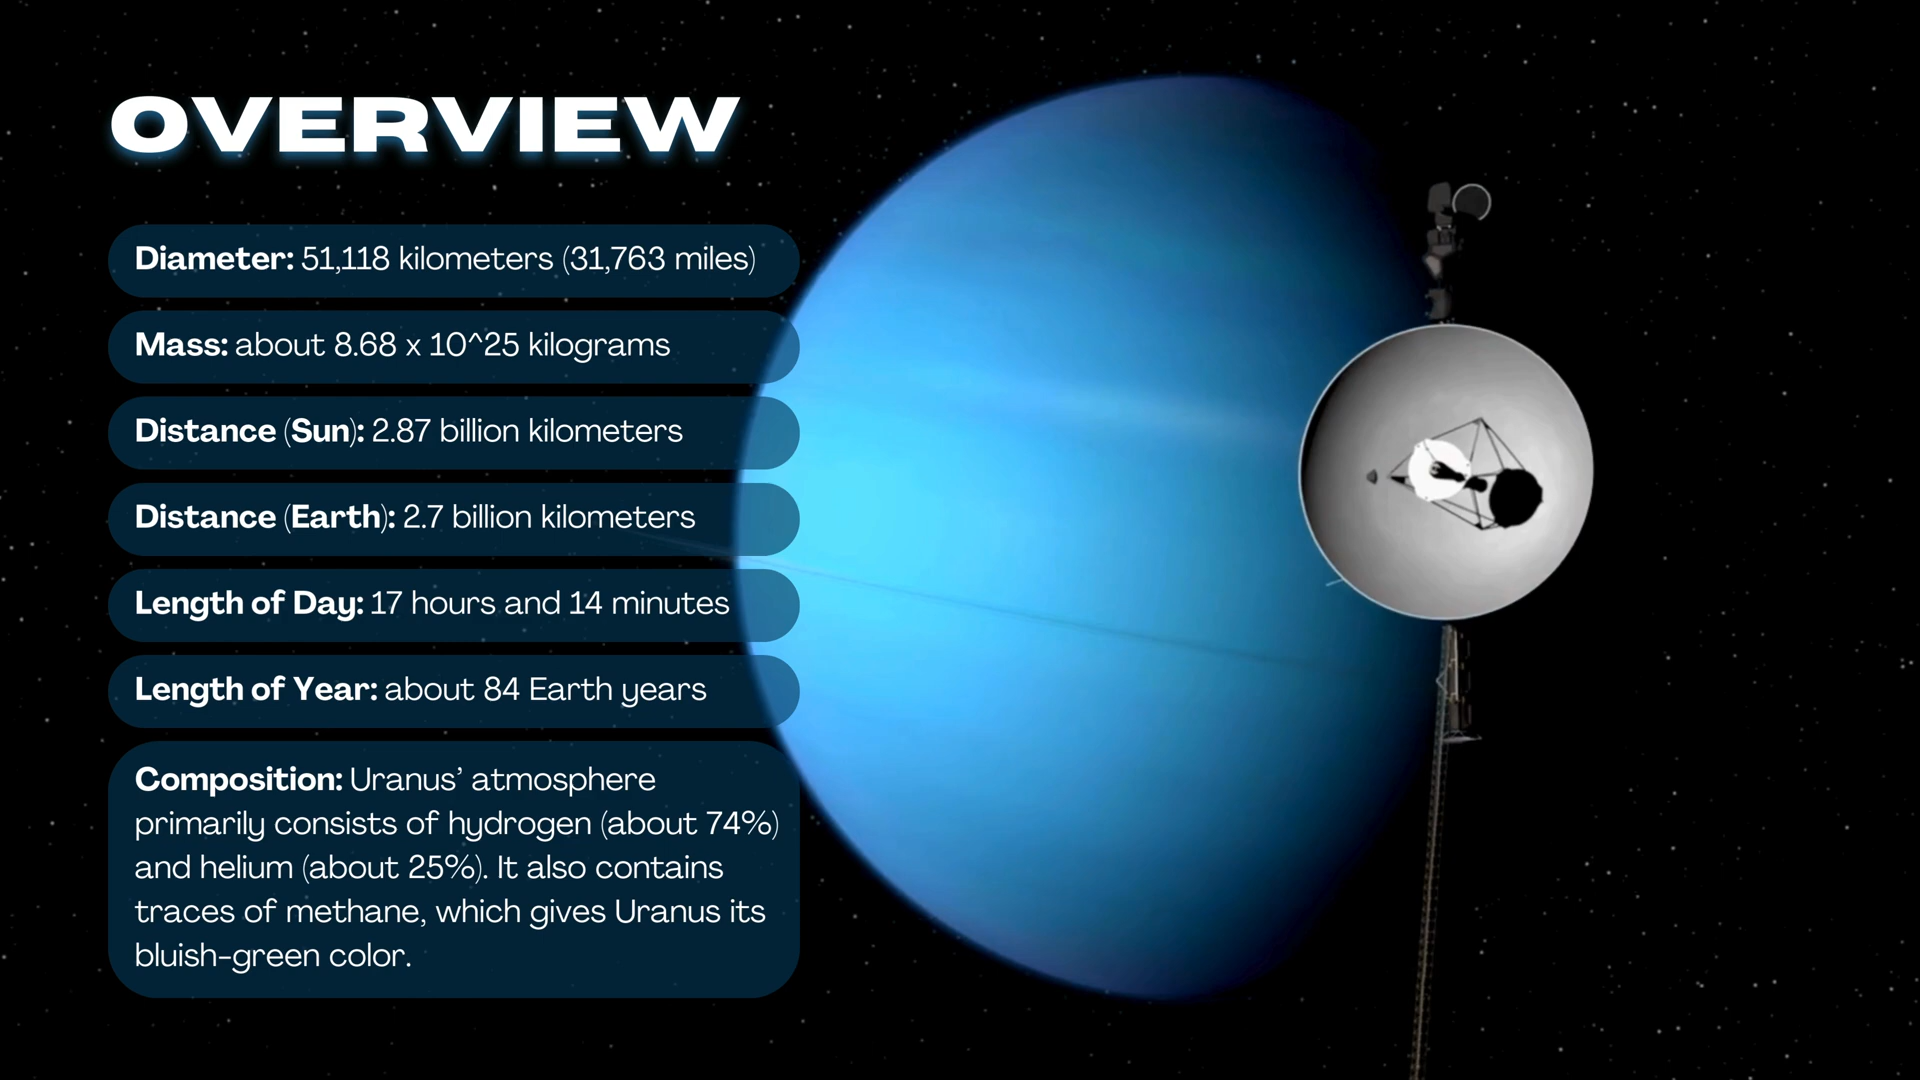 OVERVIEW
Diameter: 51,118 kilometers (31,763 miles)
Mass: about 8.68 x 10^25 kilograms
Distance (Sun): 2.87 billion kilometers
Distance (Earth): 2.7 billion kilometers
Length of Day: 17 hours and 14 minutes
Length of Year: about 84 Earth years
Composition: Uranus’ atmosphere
primarily consists of hydrogen (about 74%)
and helium (about 25%). It also contains
traces of methane, which gives Uranus its
bluish-green color.